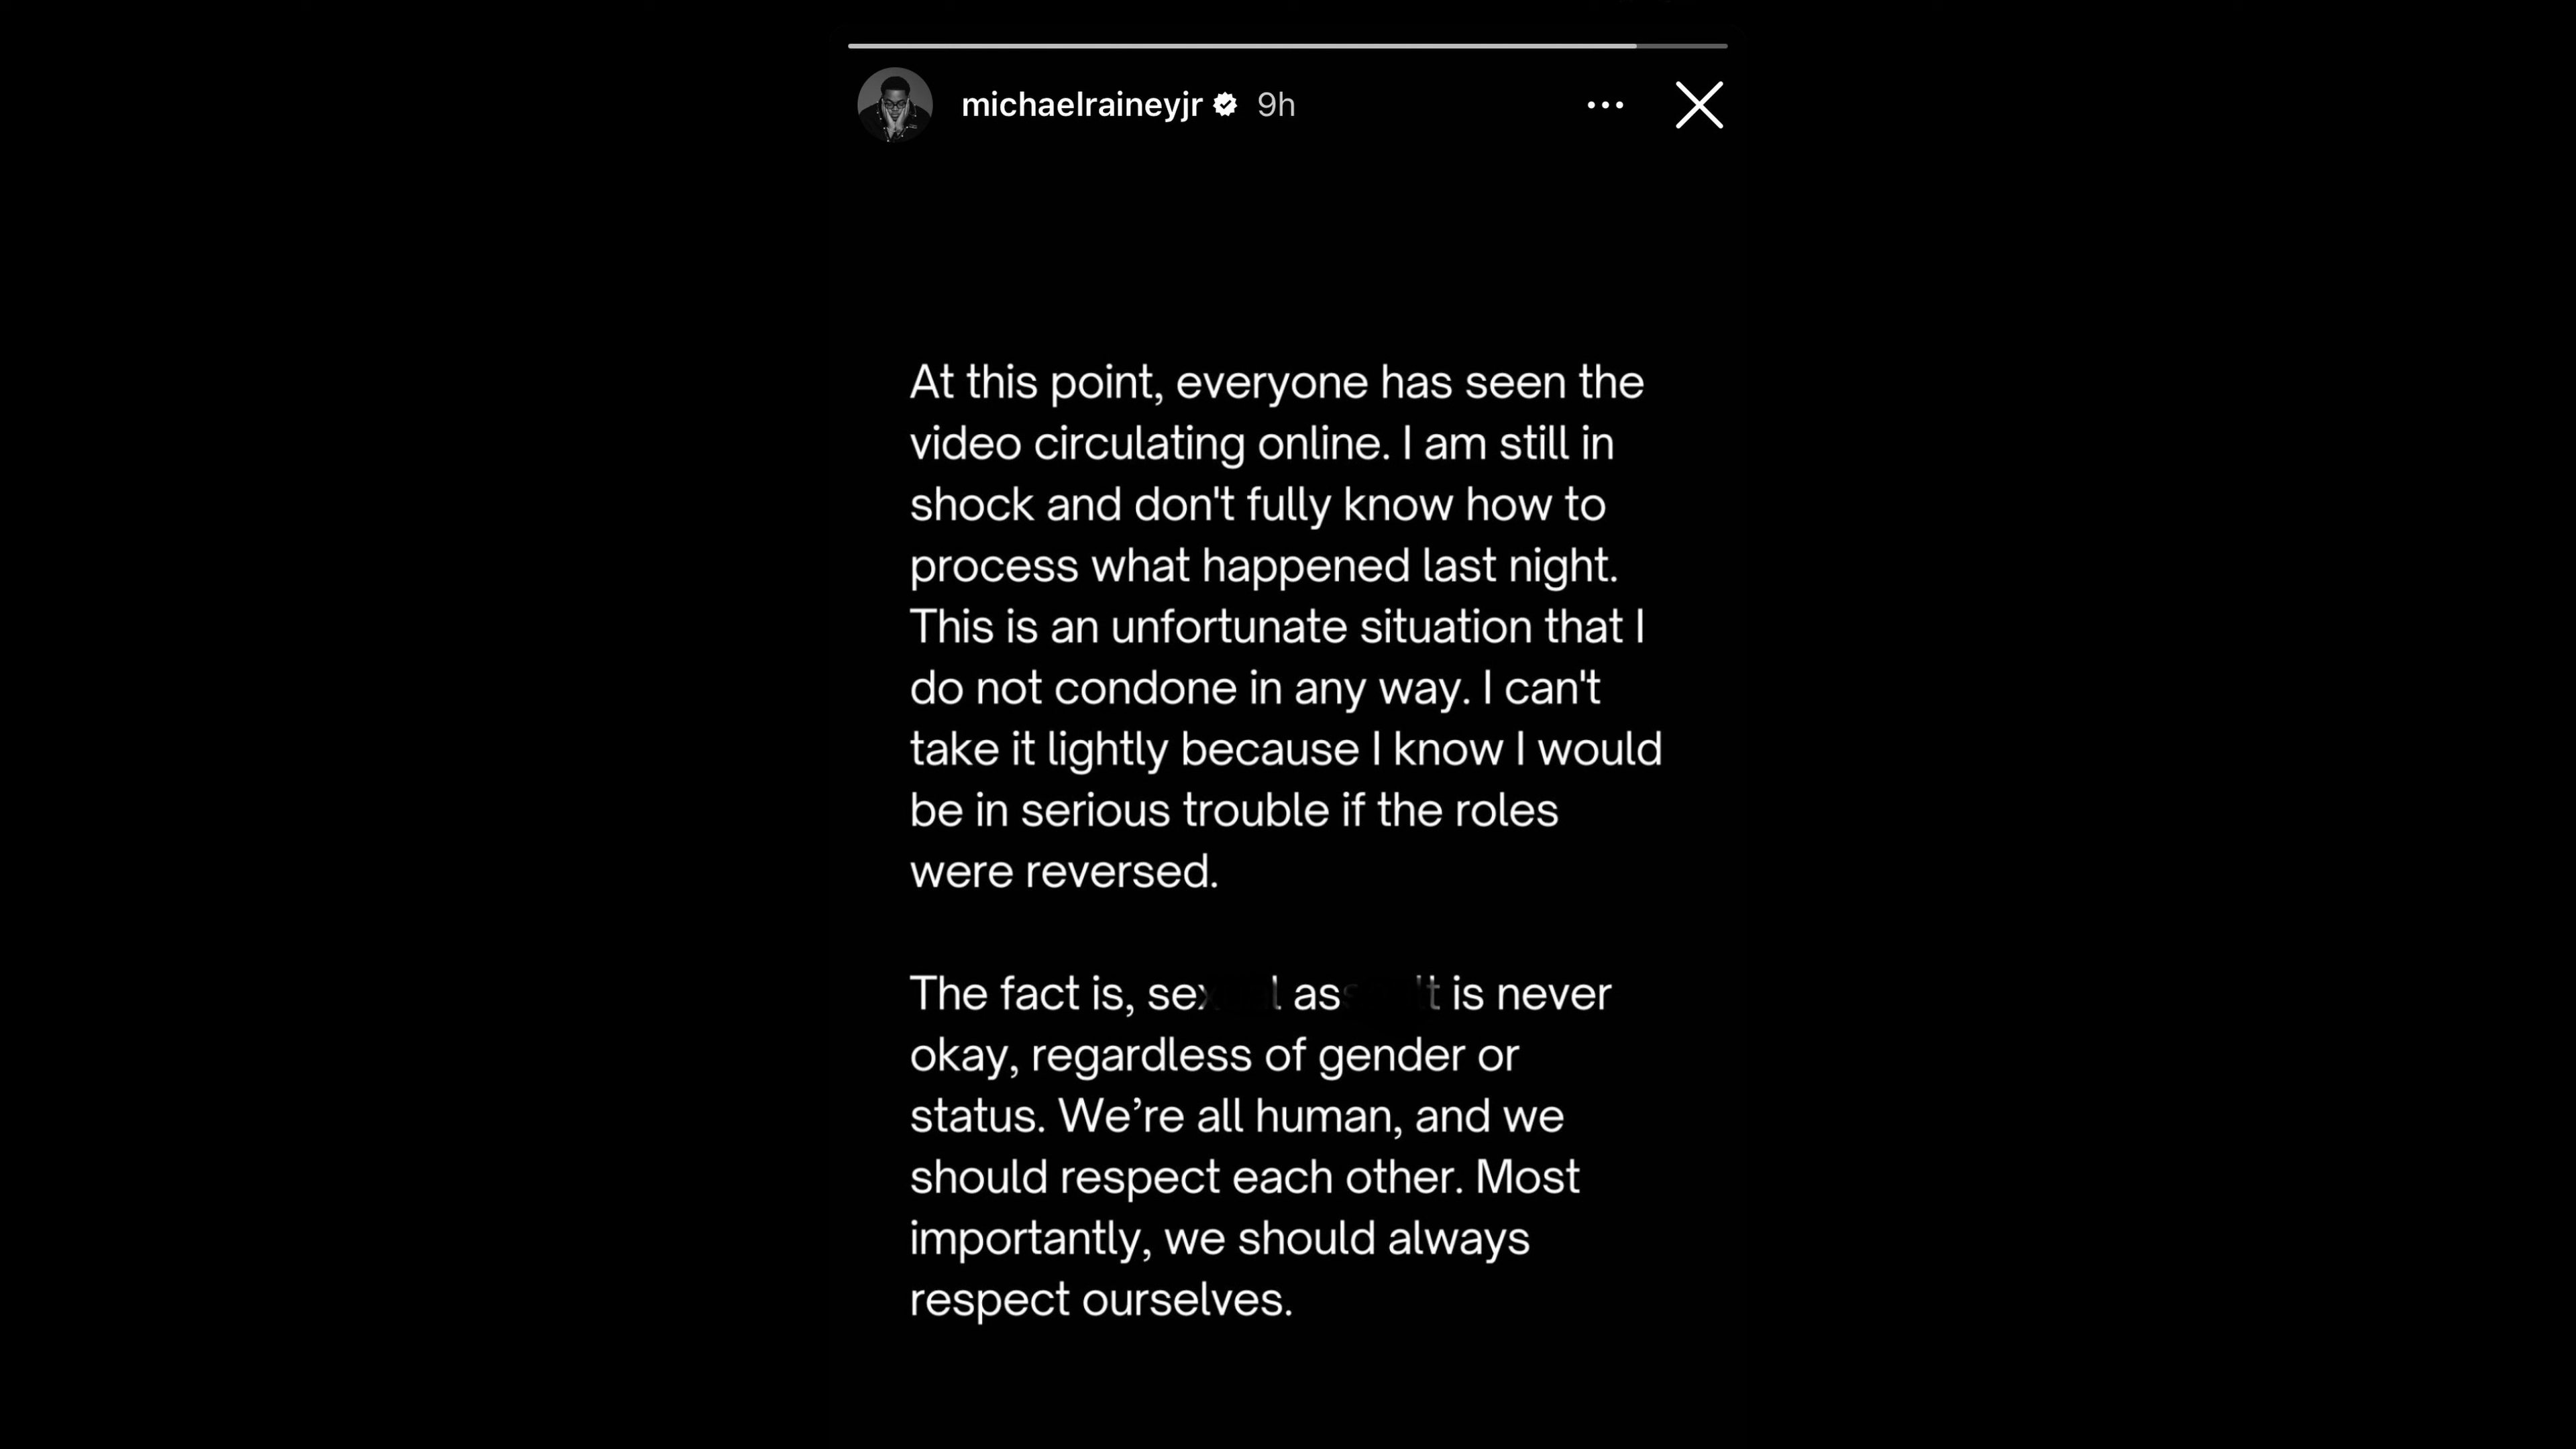 michaelraineyjr 9h
At this point, everyone has seen the
video circulating online. I am still in
shock and don't fully know how to
process what happened last night.
This is an unfortunate situation that I
do not condone in any way. I can't
take it lightly because I know I would
be in serious trouble if the roles
were reversed.
The fact is, is never
okay, regardless of gender or
status. We’re all human, and we
should respect each other. Most
importantly, we should always
respect ourselves.